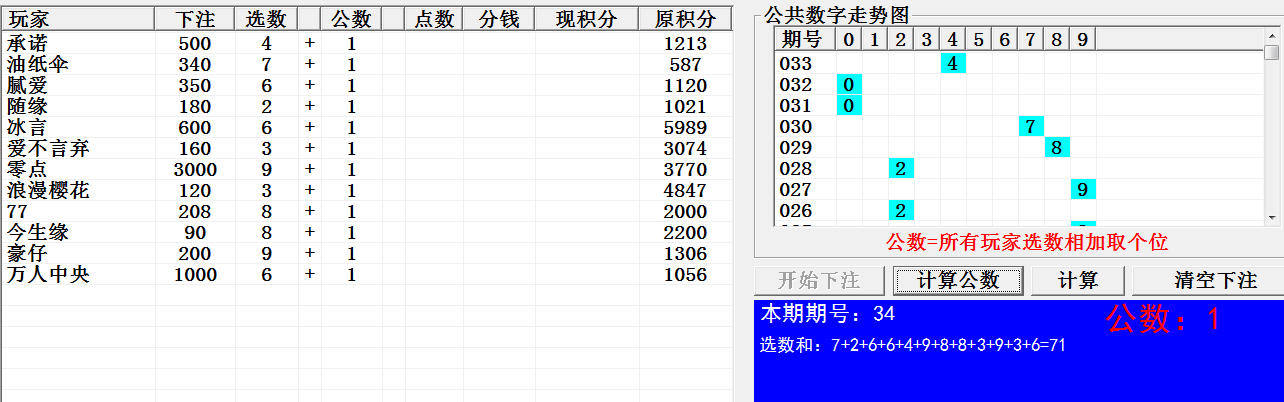 玩家 下注 选数 公数 点数 分钱 现积分 原积分
承诺 500 4 + 1 1213
油纸伞 340 7 + 1 587
腻爱 350 6 + 1 1120
随缘 180 2 + 1 1021
冰言 600 6 + 1 5989
爱不言弃 160 3 + 1 3074
零点 3000 9 + 1 3770
浪漫樱花 120 3 + 1 4847
77 208 8 + 1 2000
今生缘 90 8 + 1 2200
豪仔 200 9 + 1 1306
万人中央 1000 6 + 1 1056
公共数字走势图
期号 0 1 2 3 4 5 6 7 8 9
033 4
032 0
031 0
030 7
029 8
028 2
027 9
026 2
公数=所有玩家选数相加取个位
开始下注 计算公数 计算 清空下注
本期期号：34 公数：1
选数和：7+2+6+6+4+9+8+8+3+9+3+6=71